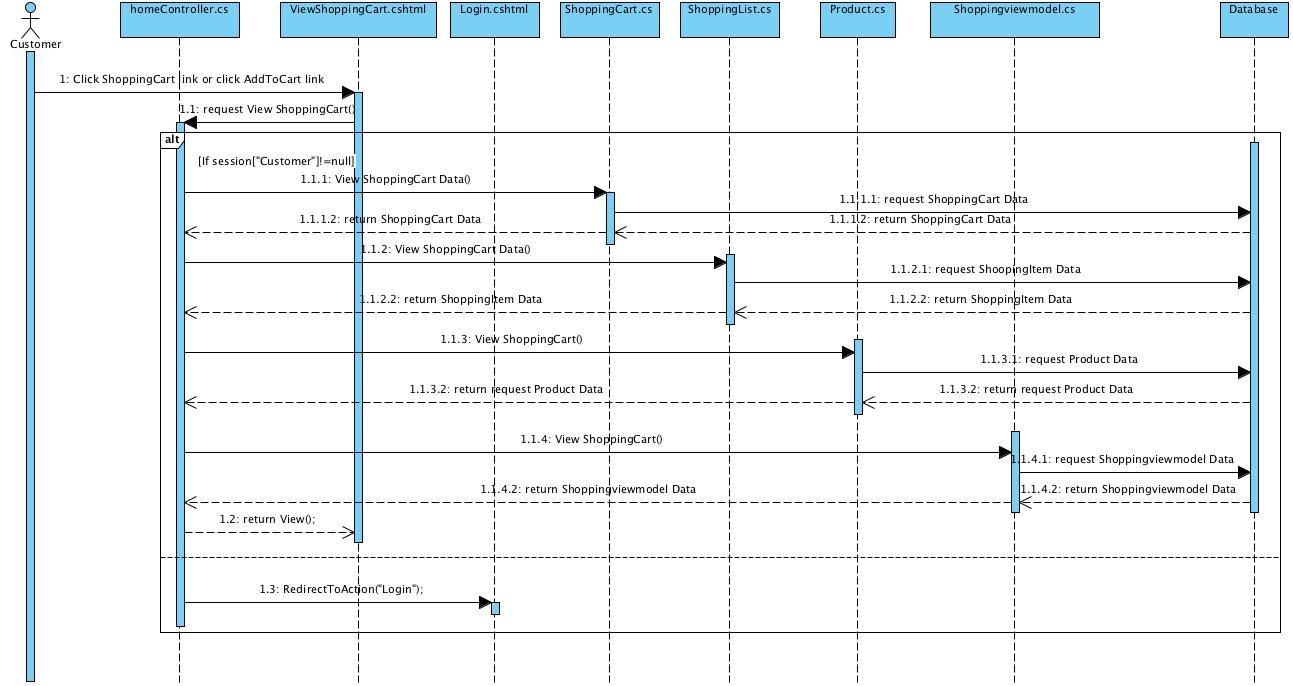 homeController.cs
ViewShoppingCart.cshtml
Login.cshtml
ShoppingCart.cs
ShoppingList.cs
Product.cs
Shoppingviewmodel.cs
Database
Customer
1: Click ShoppingCart link or click AddToCart link
1.1: request View ShoppingCart()
alt
[If session["Customer"]!=null]
1.1.1: View ShoppingCart Data()
1.1.1.1: request ShoppingCart Data
1.1.1.2: return ShoppingCart Data
1.1.1.2: return ShoppingCart Data
1.1.2: View ShoppingCart Data()
1.1.2.1: request ShoopingItem Data
1.1.2.2: return ShoppingItem Data
1.1.2.2: return ShoppingItem Data
1.1.3: View ShoppingCart()
1.1.3.1: request Product Data
1.1.3.2: return request Product Data
1.1.3.2: return request Product Data
1.1.4: View ShoppingCart()
1.1.4.1: request Shoppingviewmodel Data
1.1.4.2: return Shoppingviewmodel Data
1.1.4.2: return Shoppingviewmodel Data
1.2: return View();
1.3: RedirectToAction("Login");